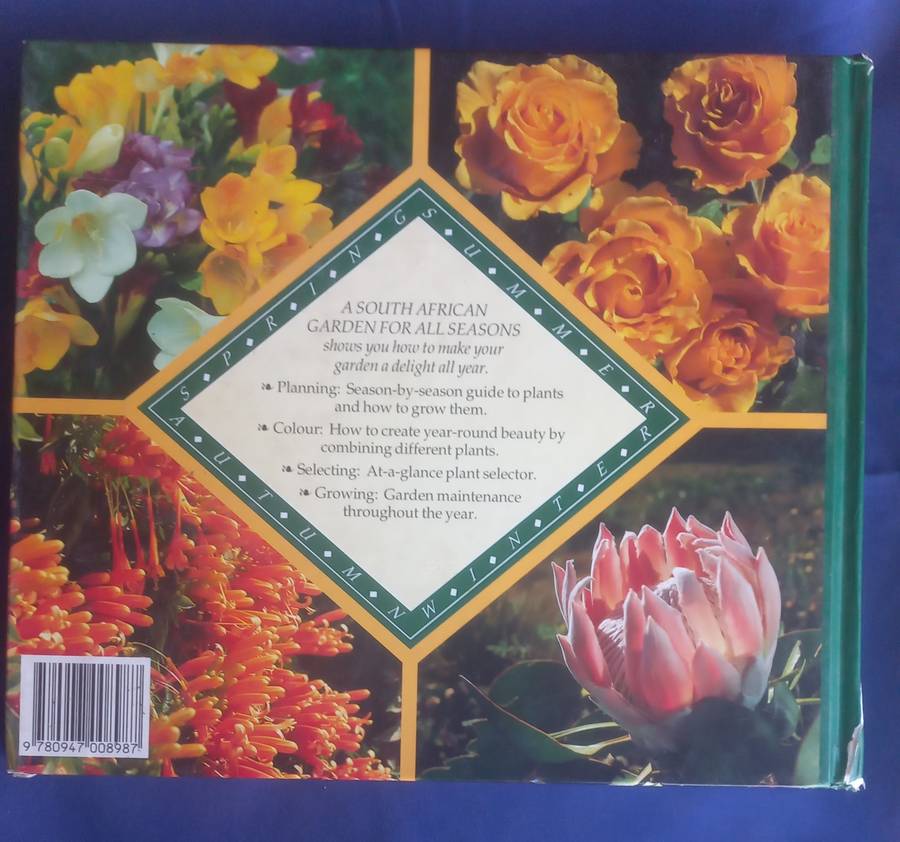 SPRING
SUMMER
A SOUTH AFRICAN
GARDEN FOR ALL SEASONS
shows you how to make your
garden a delight all year.
❧ Planning: Season-by-season guide to plants
and how to grow them.
❧ Colour: How to create year-round beauty by
combining different plants.
❧ Selecting: At-a-glance plant selector.
❧ Growing: Garden maintenance
throughout the year.
AUTUMN
WINTER
9 780947 008987